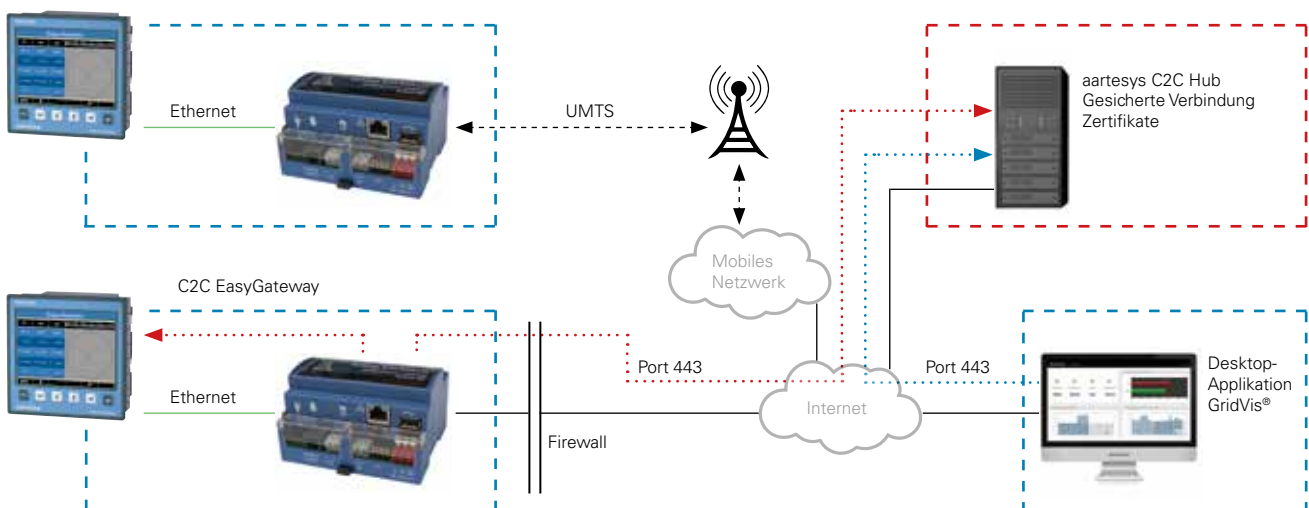 Ethernet
UMTS
aartesys C2C Hub
Gesicherte Verbindung
Zertifikate
Mobiles
Netzwerk
C2C EasyGateway
Ethernet
Port 443
Port 443
Internet
Firewall
Desktop-
Applikation
GridVis®